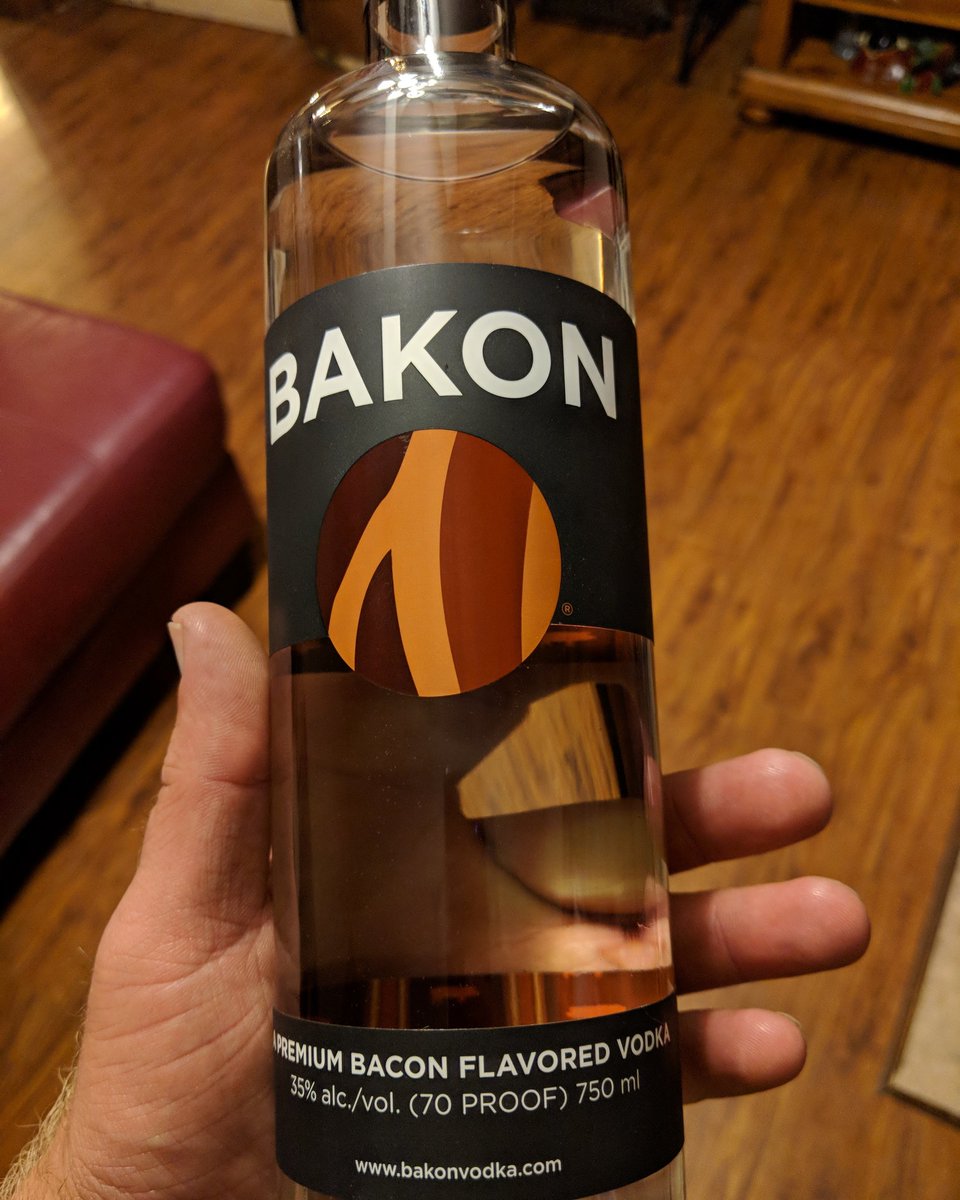 BAKON
®
A PREMIUM BACON FLAVORED VODKA
35% alc./vol. (70 PROOF) 750 ml
www.bakonvodka.com